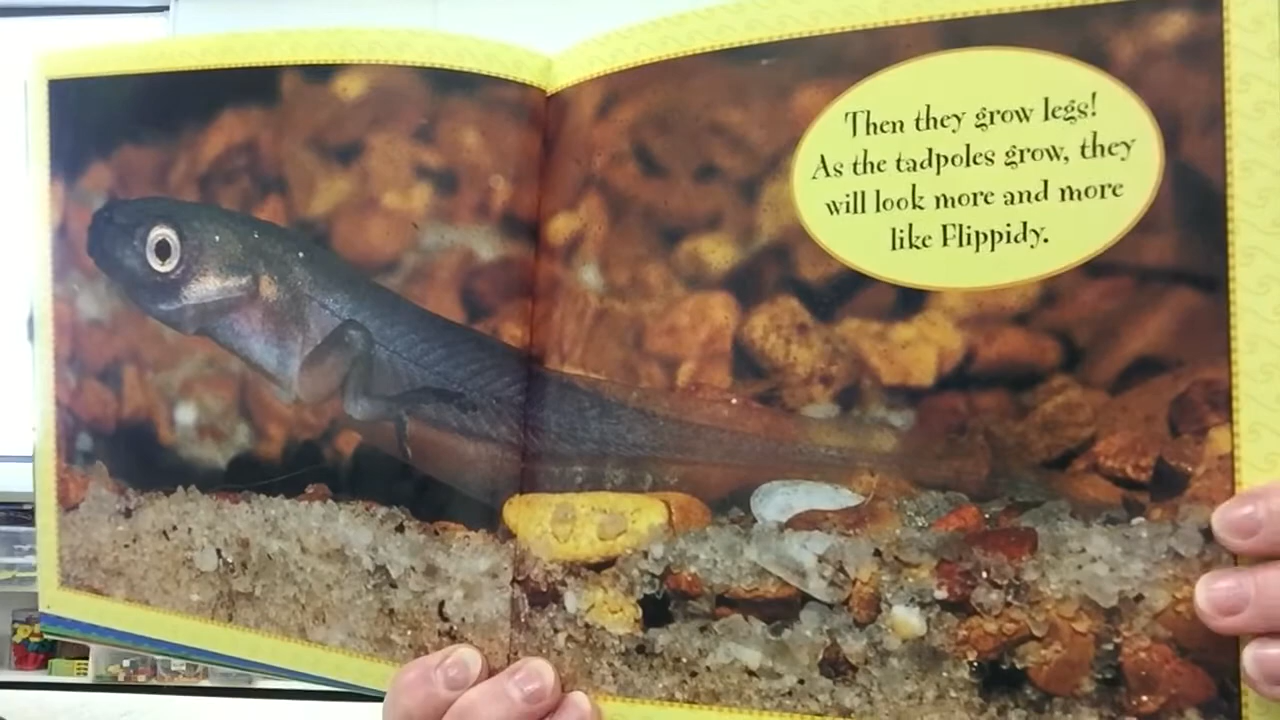 Then they grow legs!
As the tadpoles grow, they
will look more and more
like Flippidy.